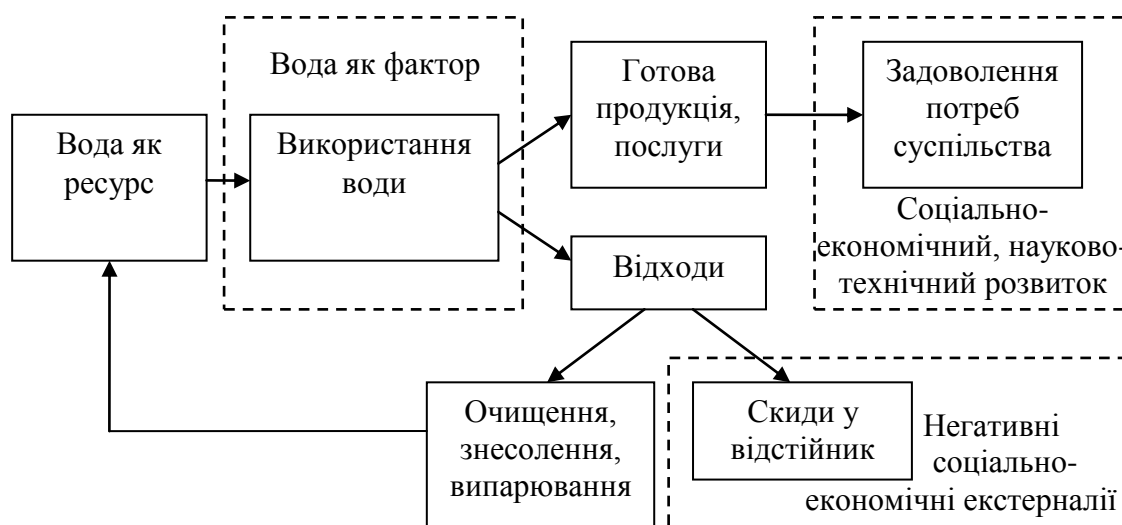 Вода як
ресурс
Вода як фактор
Використання
води
Готова
продукція,
послуги
Задоволення
потреб
суспільства
Соціально-
економічний, науково-
технічний розвиток
Відходи
Очищення,
знесолення,
випарювання
Скиди у
відстійник
Негативні
соціально-
економічні екстерналії